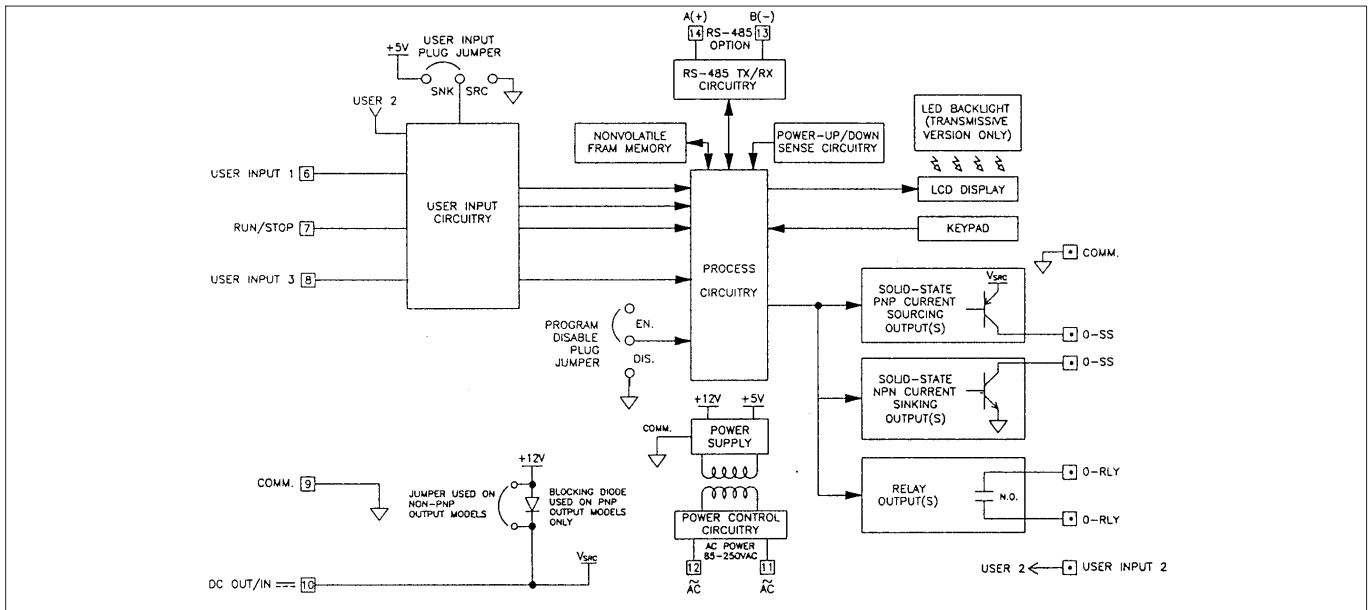 A(+)
B(-)
14 RS-485 13
OPTION
RS-485 TX/RX
CIRCUITRY
USER INPUT
PLUG JUMPER
+5V
SNK
SRC
USER 2
NONVOLATILE
FRAM MEMORY
POWER-UP/DOWN
SENSE CIRCUITRY
LED BACKLIGHT
(TRANSMISSIVE
VERSION ONLY)
LCD DISPLAY
KEYPAD
USER INPUT 1 6
RUN/STOP 7
USER INPUT 3 8
USER INPUT
CIRCUITRY
PROCESS
CIRCUITRY
COMM.
SOLID-STATE
PNP CURRENT
SOURCING
OUTPUT(S)
VSRC
O-SS
PROGRAM
DISABLE
PLUG
JUMPER
EN.
DIS.
SOLID-STATE
NPN CURRENT
SINKING
OUTPUT(S)
O-SS
+12V
+5V
COMM.
POWER
SUPPLY
POWER CONTROL
CIRCUITRY
AC POWER
85-250VAC
12
11
AC
AC
RELAY
OUTPUT(S)
N.O.
O-RLY
O-RLY
COMM. 9
+12V
JUMPER USED ON
NON-PNP
OUTPUT MODELS
BLOCKING DIODE
USED ON PNP
OUTPUT MODELS
ONLY
VSRC
DC OUT/IN 10
USER 2
USER INPUT 2